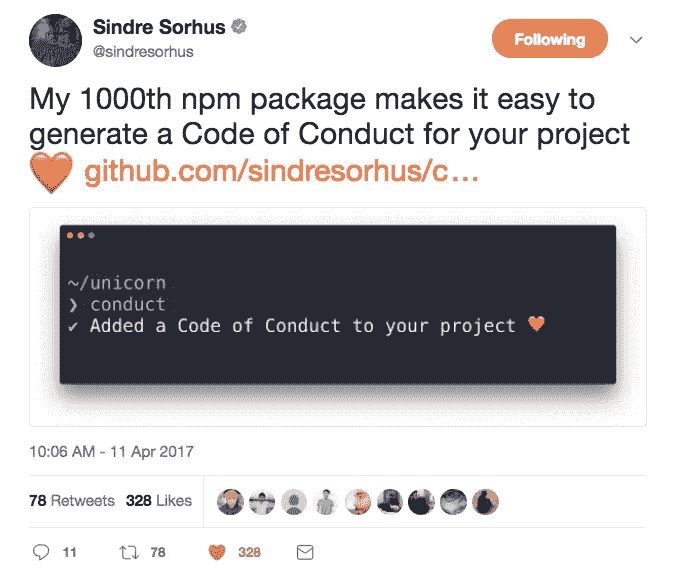 Sindre Sorhus
@sindresorhus
Following
My 1000th npm package makes it easy to
generate a Code of Conduct for your project
🧡 github.com/sindresorhus/c...
~/unicorn
❯ conduct
✔ Added a Code of Conduct to your project 🧡
10:06 AM - 11 Apr 2017
78 Retweets 328 Likes
11 78 328